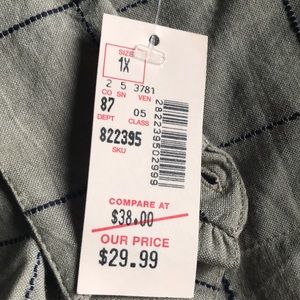 SIZE
1X
2 5 3781
CO SN VEN
87 05
DEPT CLASS
822395
SKU
2822395029999
COMPARE AT
$38.00
OUR PRICE
$29.99